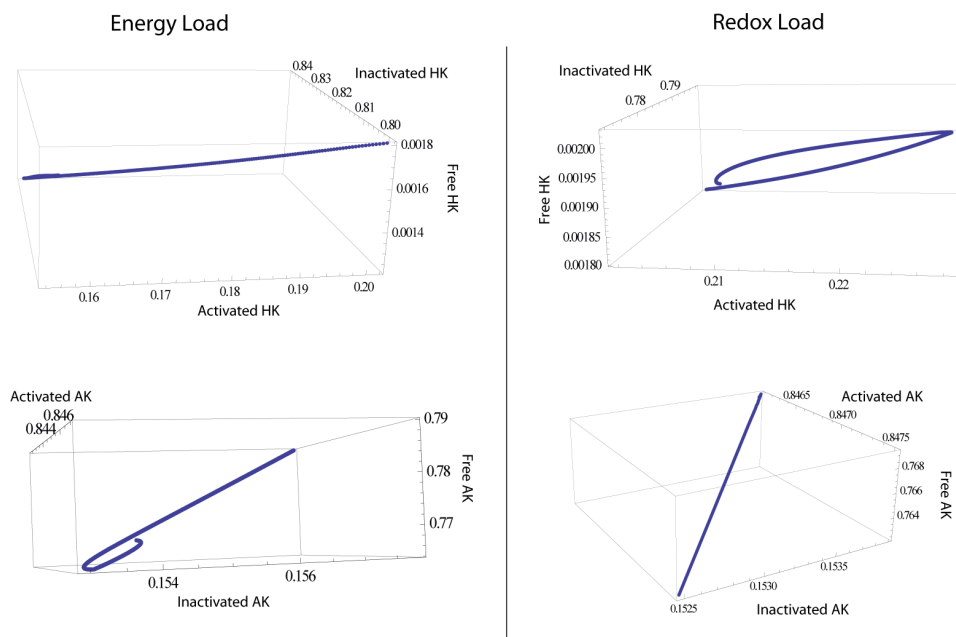 Energy Load
Redox Load
0.84
0.83
0.82
0.81
0.80
Inactivated HK
0.0018
0.0016
0.0014
Free HK
0.16
0.17
0.18
0.19
0.20
Activated HK
Inactivated HK
0.79
0.78
0.00200
0.00195
0.00190
0.00185
0.00180
Free HK
0.21
0.22
Activated HK
Activated AK
0.846
0.844
0.79
0.78
0.77
Free AK
0.154
0.156
Inactivated AK
0.8465
0.8470
0.8475
Activated AK
0.768
0.766
0.764
Free AK
0.1525
0.1530
0.1535
Inactivated AK